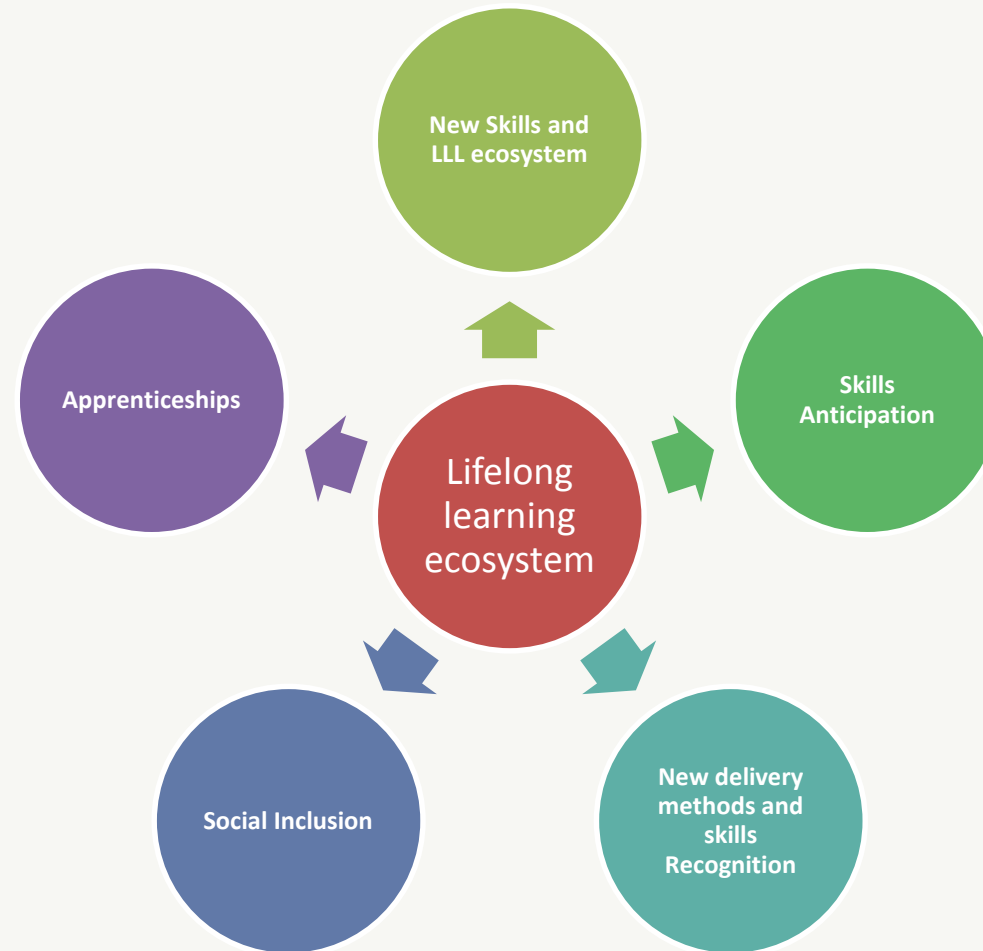 New Skills and
LLL ecosystem
Apprenticeships
Skills
Anticipation
Lifelong
learning
ecosystem
Social Inclusion
New delivery
methods and
skills
Recognition